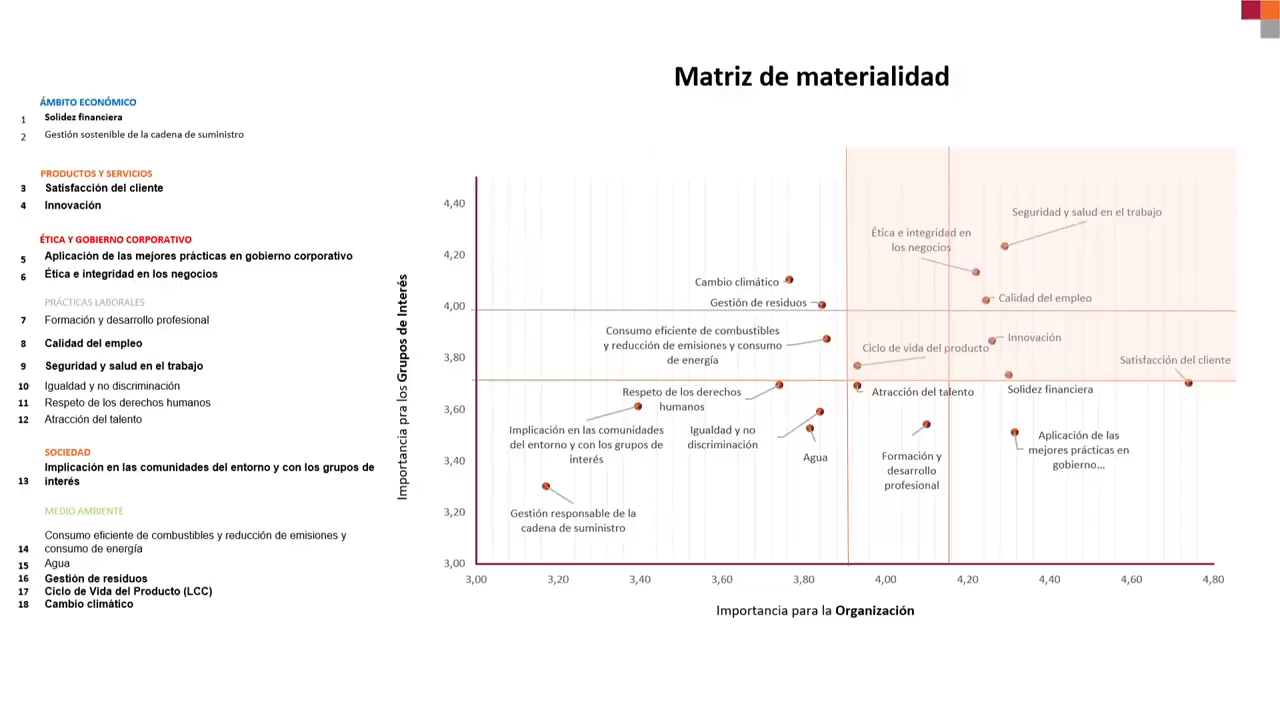 Matriz de materialidad
ÁMBITO ECONÓMICO
1 Solidez financiera
2 Gestión sostenible de la cadena de suministro
PRODUCTOS Y SERVICIOS
3 Satisfacción del cliente
4 Innovación
ÉTICA Y GOBIERNO CORPORATIVO
5 Aplicación de las mejores prácticas en gobierno corporativo
6 Ética e integridad en los negocios
PRÁCTICAS LABORALES
7 Formación y desarrollo profesional
8 Calidad del empleo
9 Seguridad y salud en el trabajo
10 Igualdad y no discriminación
11 Respeto de los derechos humanos
12 Atracción del talento
SOCIEDAD
Implicación en las comunidades del entorno y con los grupos de
13 interés
MEDIO AMBIENTE
Consumo eficiente de combustibles y reducción de emisiones y
14 consumo de energía
15 Agua
16 Gestión de residuos
17 Ciclo de Vida del Producto (LCC)
18 Cambio climático
Importancia pra los Grupos de Interés
4,40
4,20
4,00
3,80
3,60
3,40
3,20
3,00
Seguridad y salud en el trabajo
Ética e integridad en
los negocios
Cambio climático
Calidad del empleo
Gestión de residuos
Consumo eficiente de combustibles
y reducción de emisiones y consumo
de energía
Innovación
Ciclo de vida del producto
Satisfacción del cliente
Respeto de los derechos
humanos
Atracción del talento
Solidez financiera
Implicación en las comunidades
del entorno y con los grupos de
interés
Igualdad y no
discriminación
Agua
Formación y
desarrollo
profesional
Aplicación de las
mejores prácticas en
gobierno...
Gestión responsable de la
cadena de suministro
3,00 3,20 3,40 3,60 3,80 4,00 4,20 4,40 4,60 4,80
Importancia para la Organización